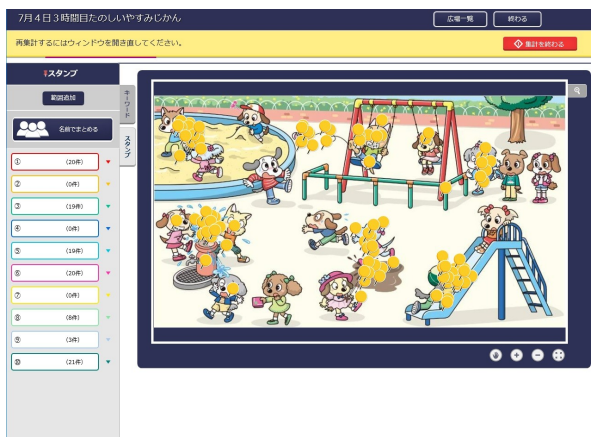 7月4日3時間目たのしいやすみじかん
広場一覧
終わる
再集計するにはウィンドウを開き直してください。
集計を終わる
スタンプ
範囲追加
名前でまとめる
キーワード
スタンプ
① (20件)
② (0件)
③ (19件)
④ (0件)
⑤ (19件)
⑥ (20件)
⑦ (0件)
⑧ (8件)
⑨ (3件)
⑩ (21件)